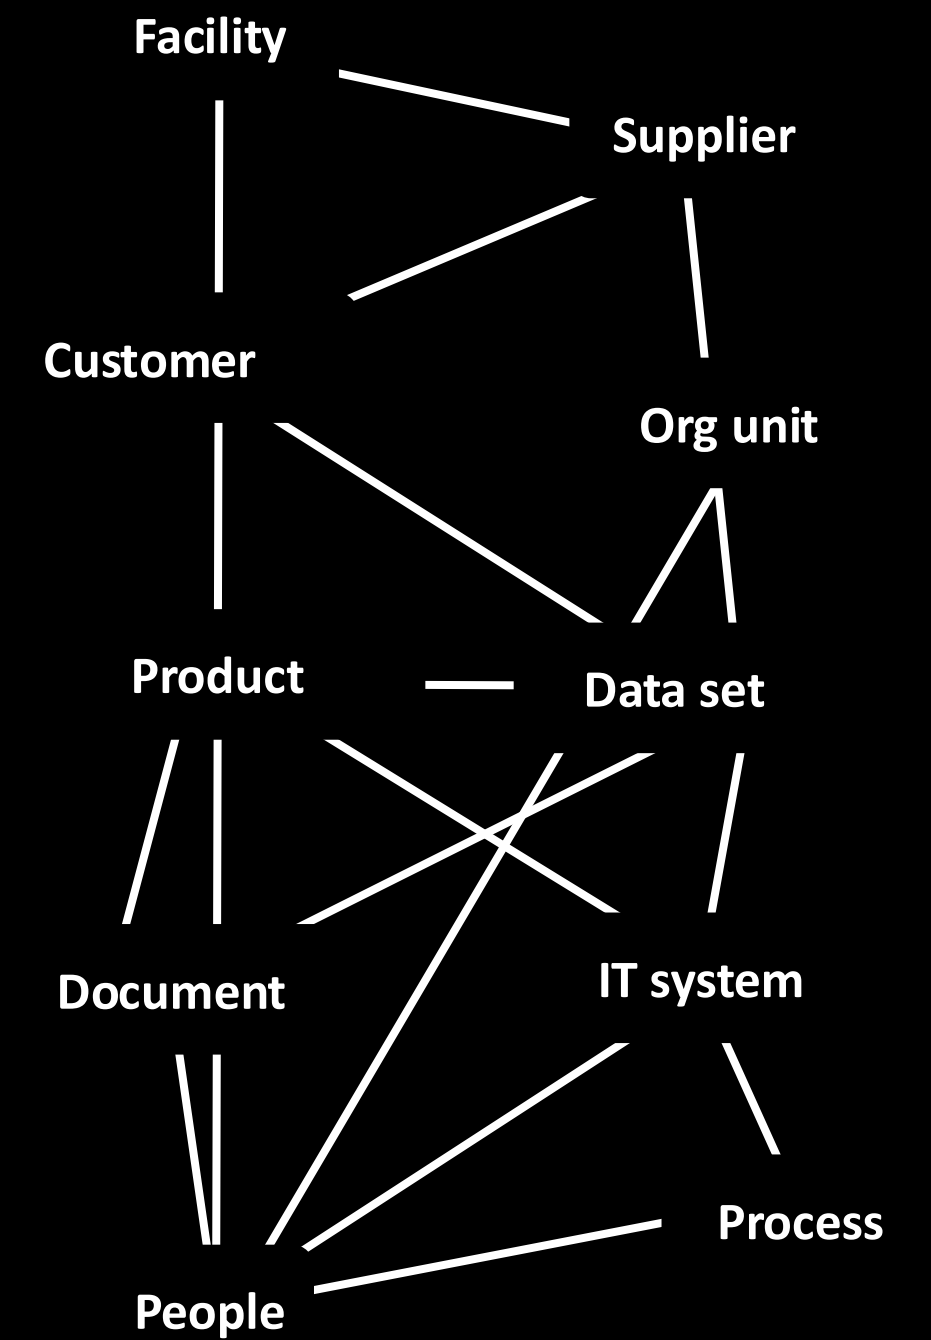 Facility
Supplier
Customer
Org unit
Product
Data set
Document
IT system
Process
People